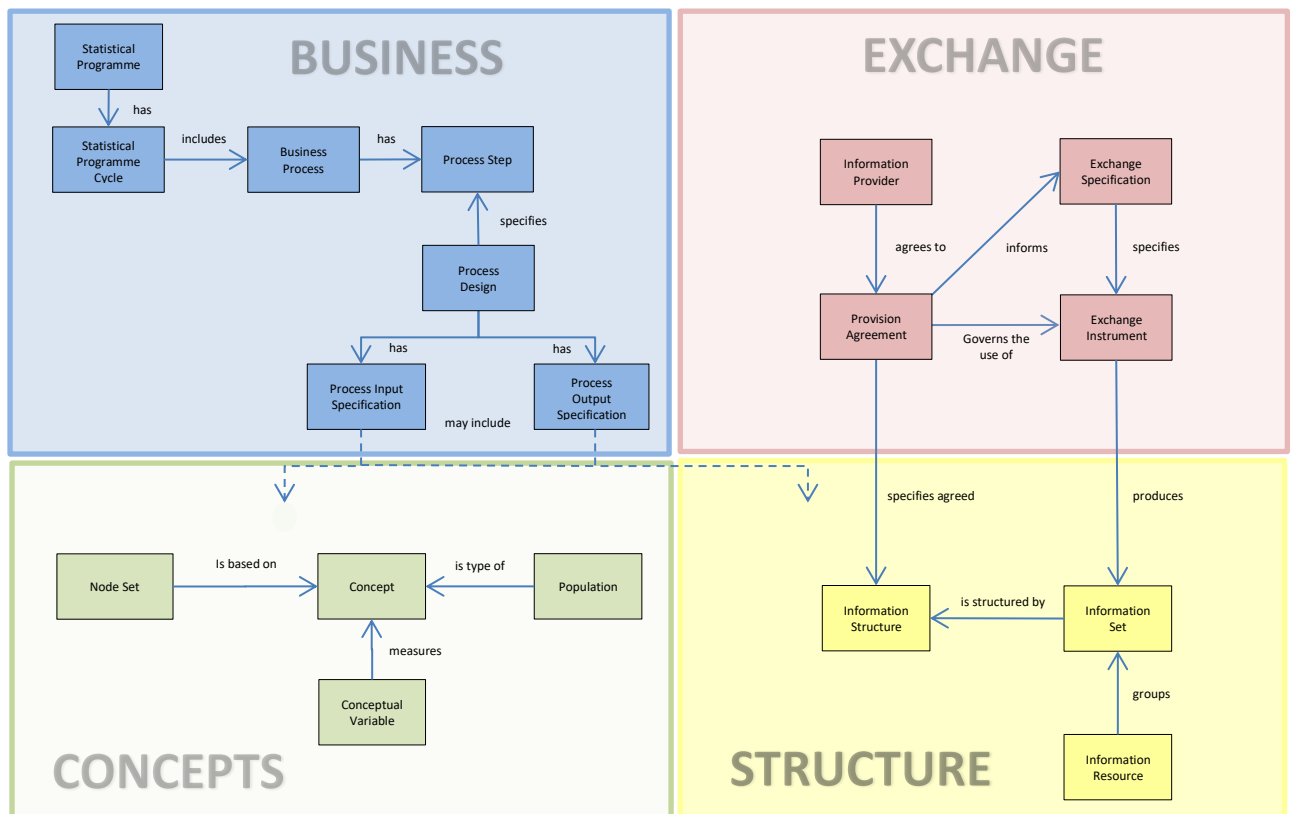 BUSINESS
Statistical
Programme
has
Statistical
Programme
Cycle
includes
Business
Process
has
Process Step
specifies
Process
Design
has
has
Process Input
Specification
Process
Output
Specification
may include
EXCHANGE
Information
Provider
Exchange
Specification
agrees to
informs
specifies
Provision
Agreement
Governs the
use of
Exchange
Instrument
Node Set
Is based on
Concept
is type of
Population
measures
Conceptual
Variable
CONCEPTS
specifies agreed
produces
Information
Structure
is structured by
Information
Set
groups
Information
Resource
STRUCTURE